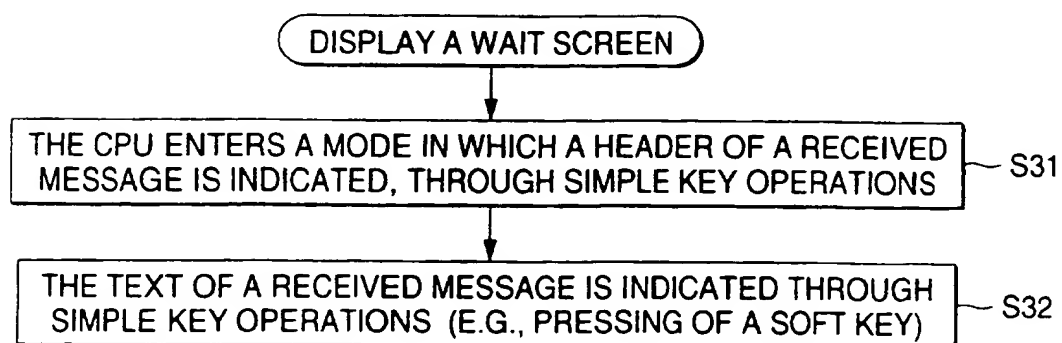 DISPLAY A WAIT SCREEN
THE CPU ENTERS A MODE IN WHICH A HEADER OF A RECEIVED
MESSAGE IS INDICATED, THROUGH SIMPLE KEY OPERATIONS
S31
THE TEXT OF A RECEIVED MESSAGE IS INDICATED THROUGH
SIMPLE KEY OPERATIONS (E.G., PRESSING OF A SOFT KEY)
S32